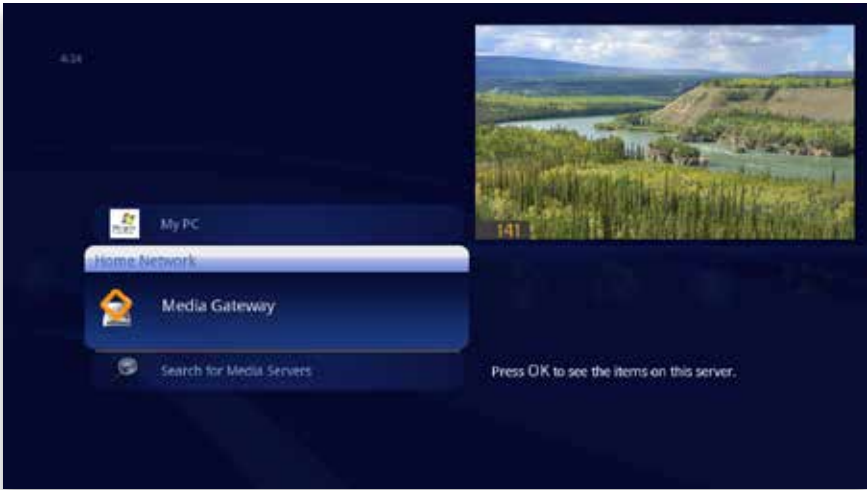 4:34
141
My PC
Home Network
Media Gateway
Search for Media Servers
Press OK to see the items on this server.